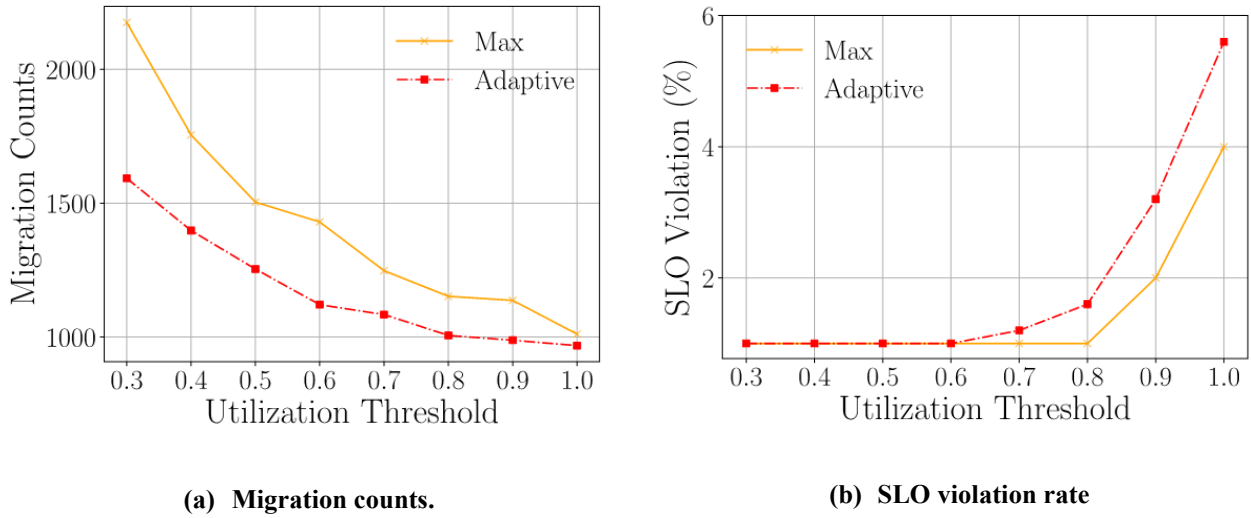 Migration Counts
2000
1500
1000
Max
Adaptive
0.3 0.4 0.5 0.6 0.7 0.8 0.9 1.0
Utilization Threshold
(a) Migration counts.
SLO Violation (%)
6
4
2
Max
Adaptive
0.3 0.4 0.5 0.6 0.7 0.8 0.9 1.0
Utilization Threshold
(b) SLO violation rate